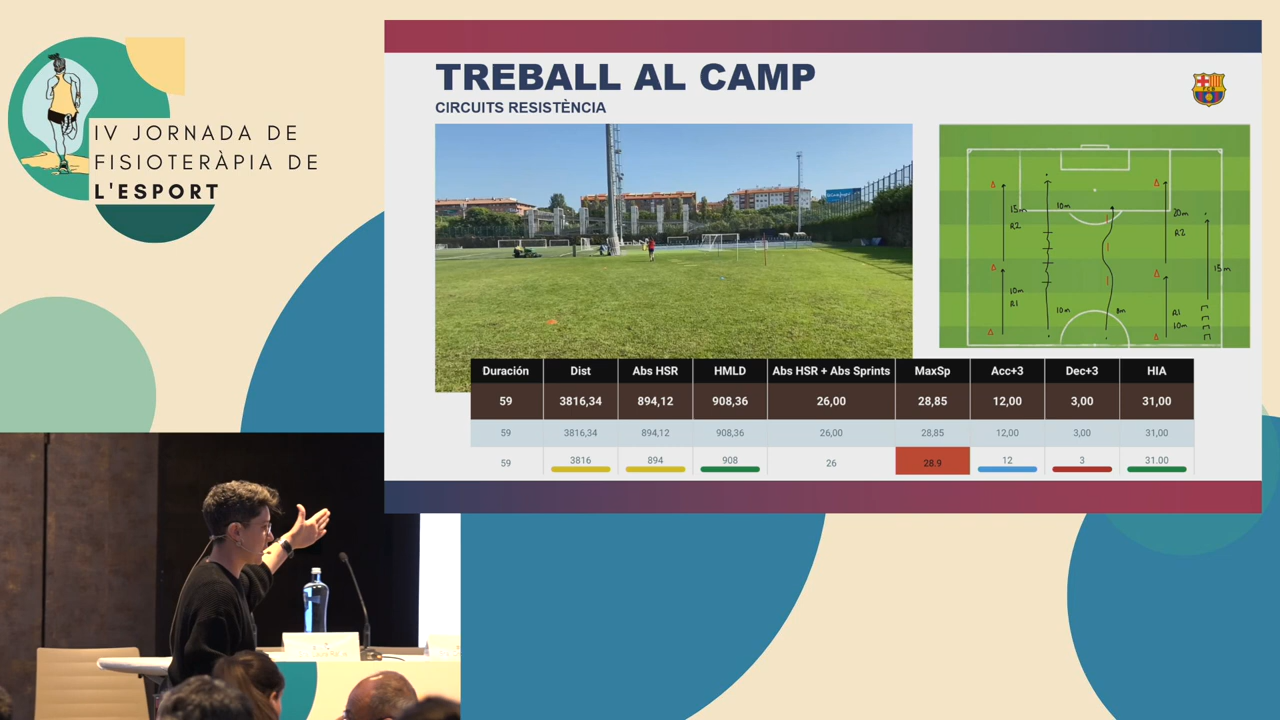 IV JORNADA DE
FISIOTERÀPIA DE
L'ESPORT
TREBALL AL CAMP
CIRCUITS RESISTÈNCIA
10m
15m
R2
20m
R2
15m
10m
R1
10m
8m
R1
10m
Duración Dist Abs HSR HMLD Abs HSR + Abs Sprints MaxSp Acc+3 Dec+3 HIA
59 3816,34 894,12 908,36 26,00 28,85 12,00 3,00 31,00
59 3816,34 894,12 908,36 26,00 28,85 12,00 3,00 31,00
59 3816 894 908 26 28.9 12 3 31.00